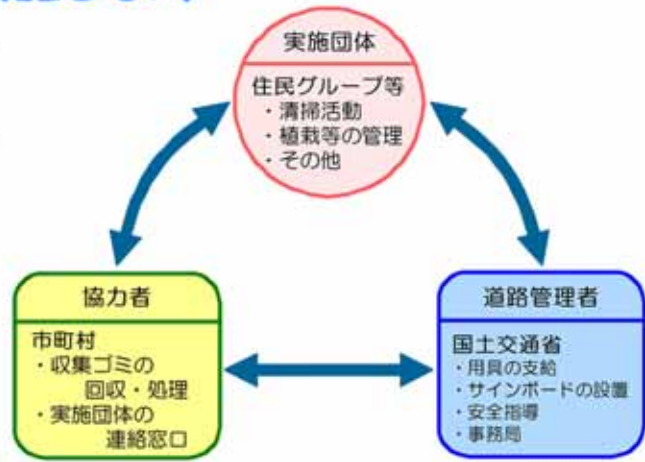 実施団体
住民グループ等
・清掃活動
・植栽等の管理
・その他
協力者
市町村
・収集ゴミの
回収・処理
・実施団体の
連絡窓口
道路管理者
国土交通省
・用具の支給
・サインボードの設置
・安全指導
・事務局